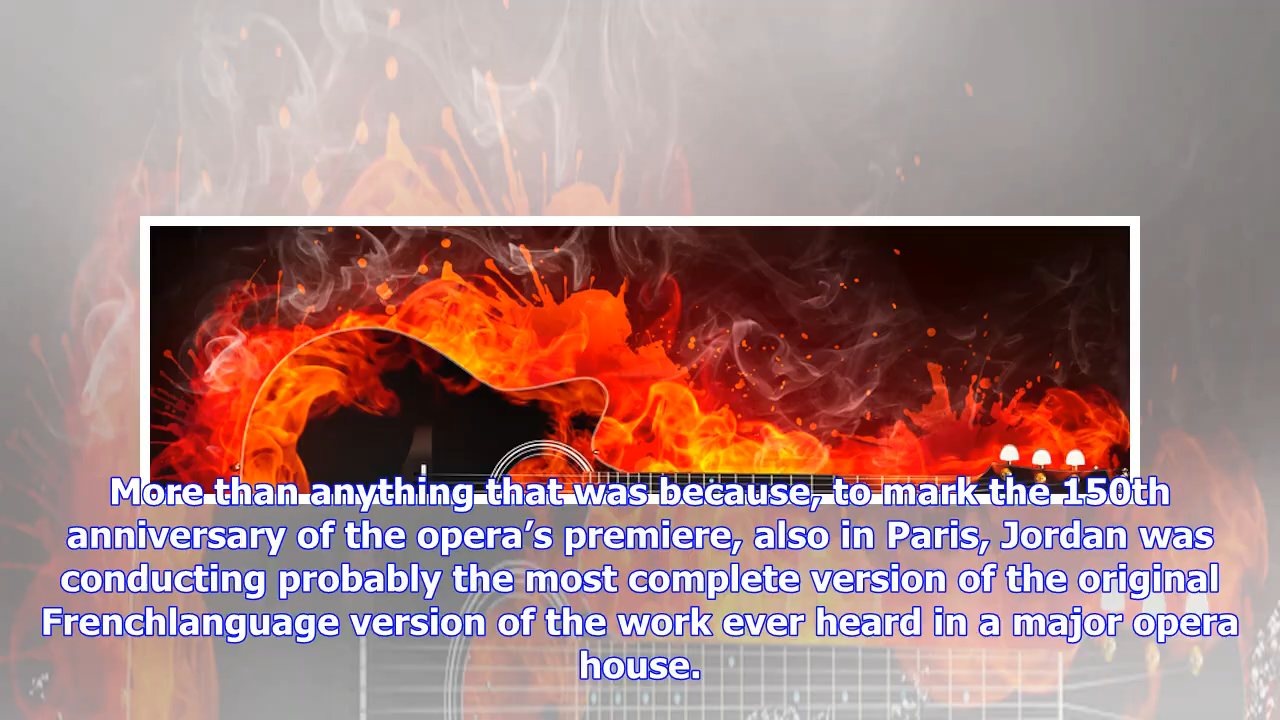 More than anything that was because, to mark the 150th
anniversary of the opera’s premiere, also in Paris, Jordan was
conducting probably the most complete version of the original
Frenchlanguage version of the work ever heard in a major opera
house.